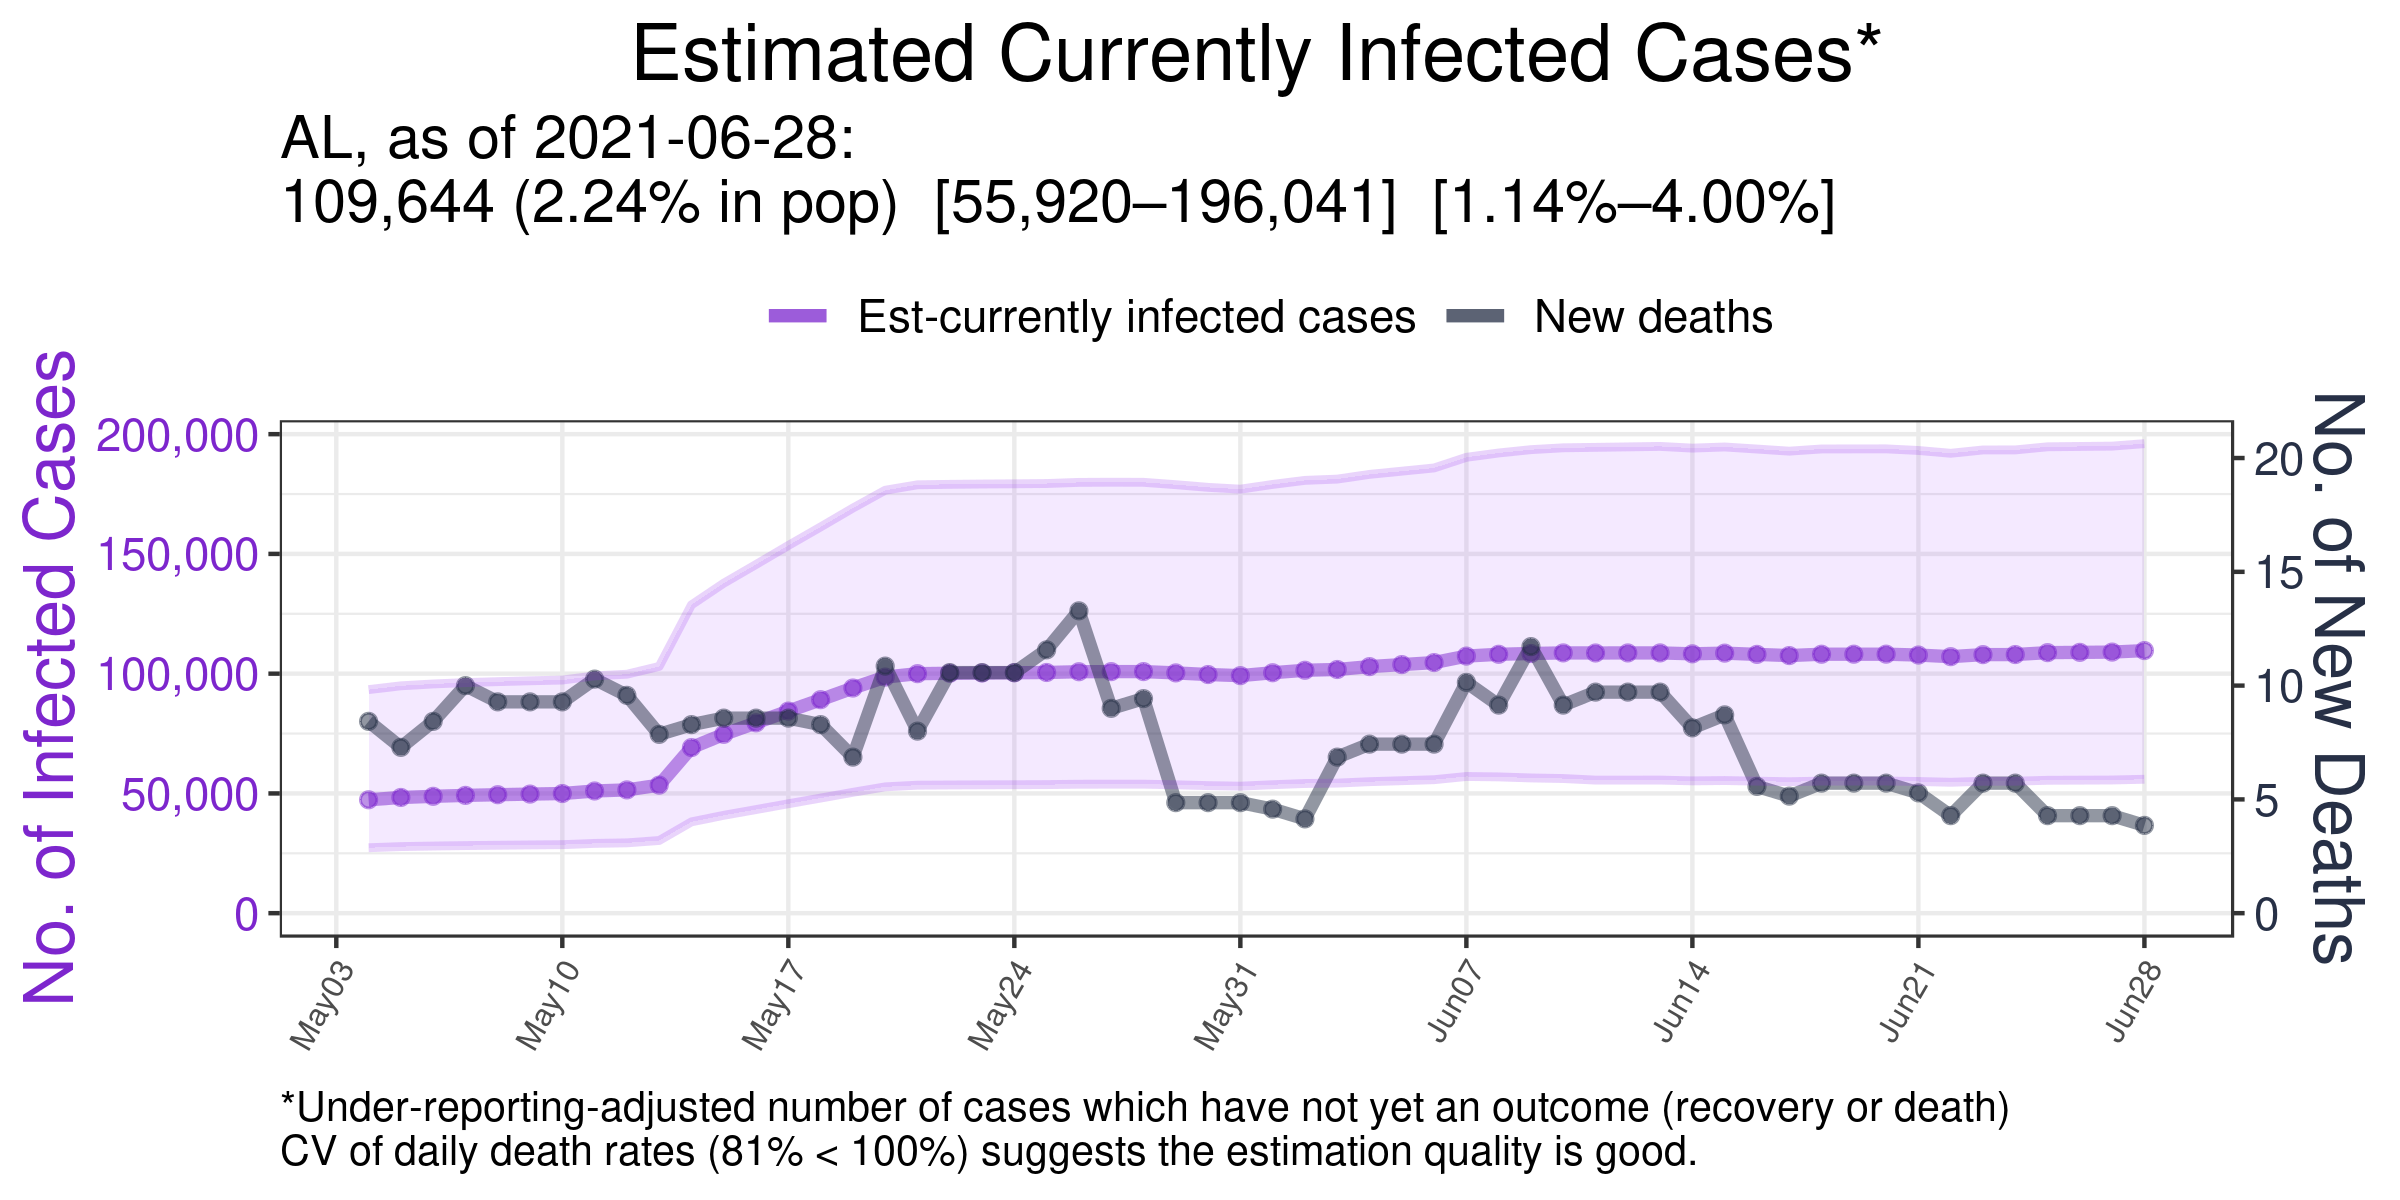 Estimated Currently Infected Cases*
AL, as of 2021-06-28:
109,644 (2.24% in pop)  [55,920–196,041]  [1.14%–4.00%]
Est-currently infected cases
New deaths
No. of Infected Cases
200,000
150,000
100,000
50,000
0
20
15
10
5
0
No. of New Deaths
May03
May10
May17
May24
May31
Jun07
Jun14
Jun21
Jun28
*Under-reporting-adjusted number of cases which have not yet an outcome (recovery or death)
CV of daily death rates (81% < 100%) suggests the estimation quality is good.